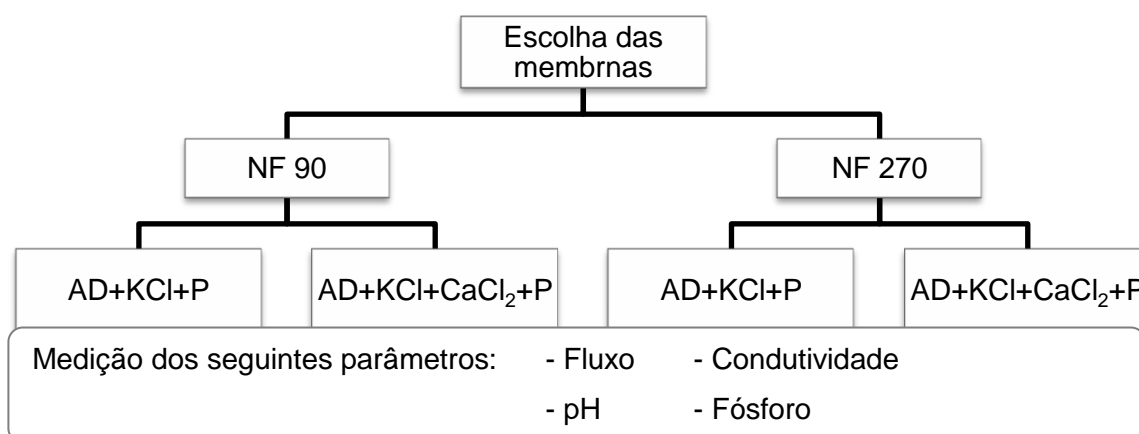 Escolha das
membrnas
NF 90
NF 270
AD+KCl+P
AD+KCl+CaCl₂+P
AD+KCl+P
AD+KCl+CaCl₂+P
Medição dos seguintes parâmetros: - Fluxo - Condutividade
- pH - Fósforo